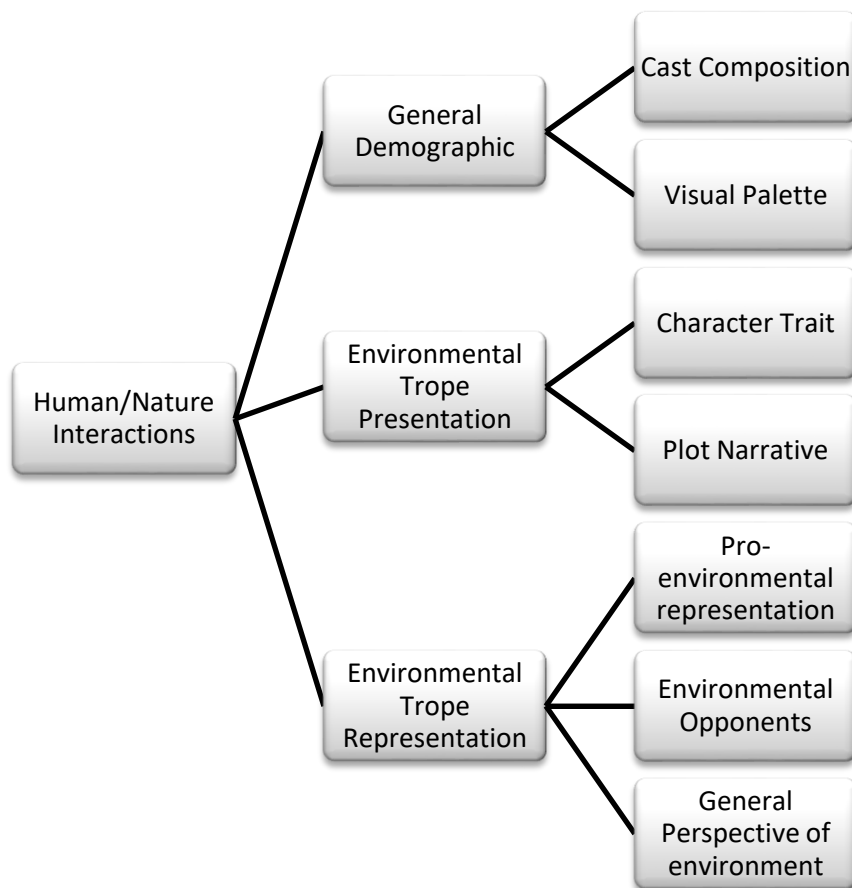 Human/Nature
Interactions
General
Demographic
Cast Composition
Visual Palette
Environmental
Trope
Presentation
Character Trait
Plot Narrative
Environmental
Trope
Representation
Pro-
environmental
representation
Environmental
Opponents
General
Perspective of
environment